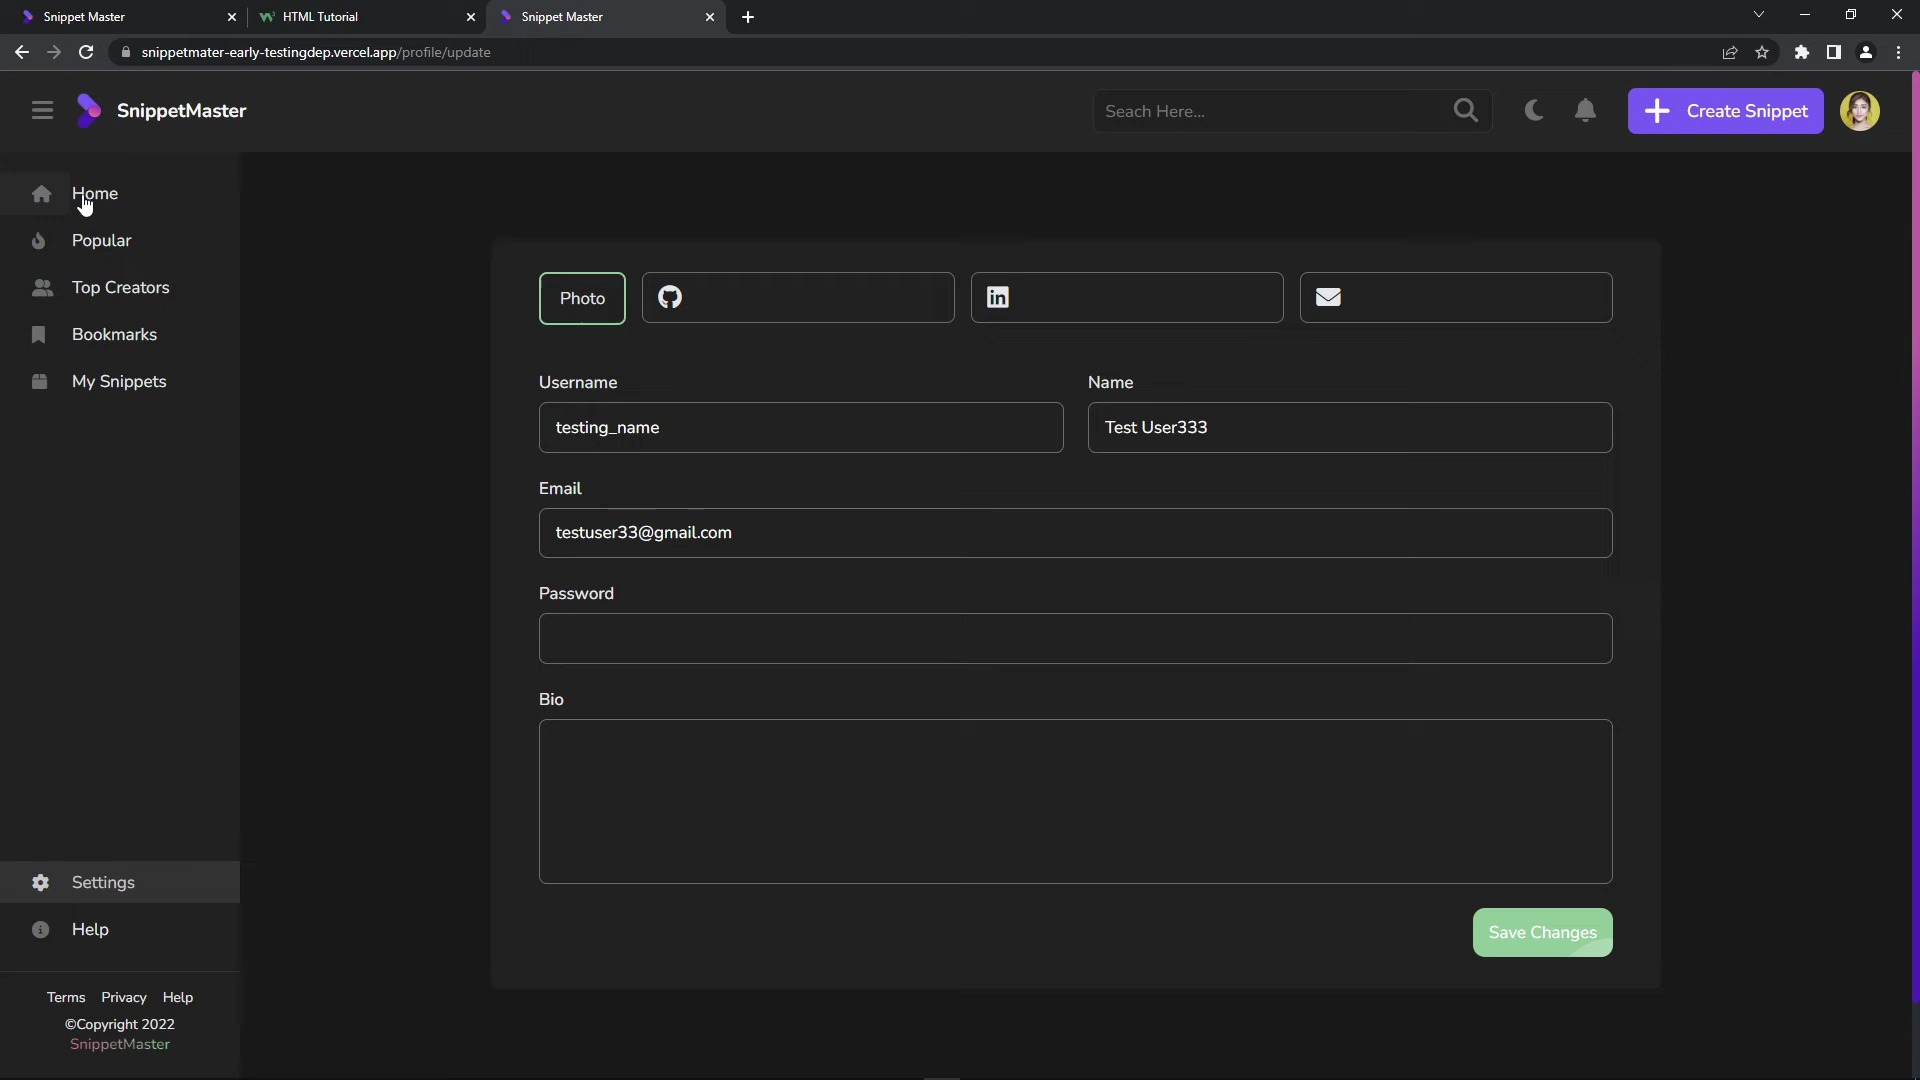 Snippet Master
HTML Tutorial
Snippet Master
snippetmater-early-testingdep.vercel.app/profile/update
SnippetMaster
Seach Here...
Create Snippet
Home
Popular
Top Creators
Bookmarks
My Snippets
Photo
Username
Name
testing_name
Test User333
Email
testuser33@gmail.com
Password
Bio
Save Changes
Settings
Help
Terms Privacy Help
©Copyright 2022
SnippetMaster